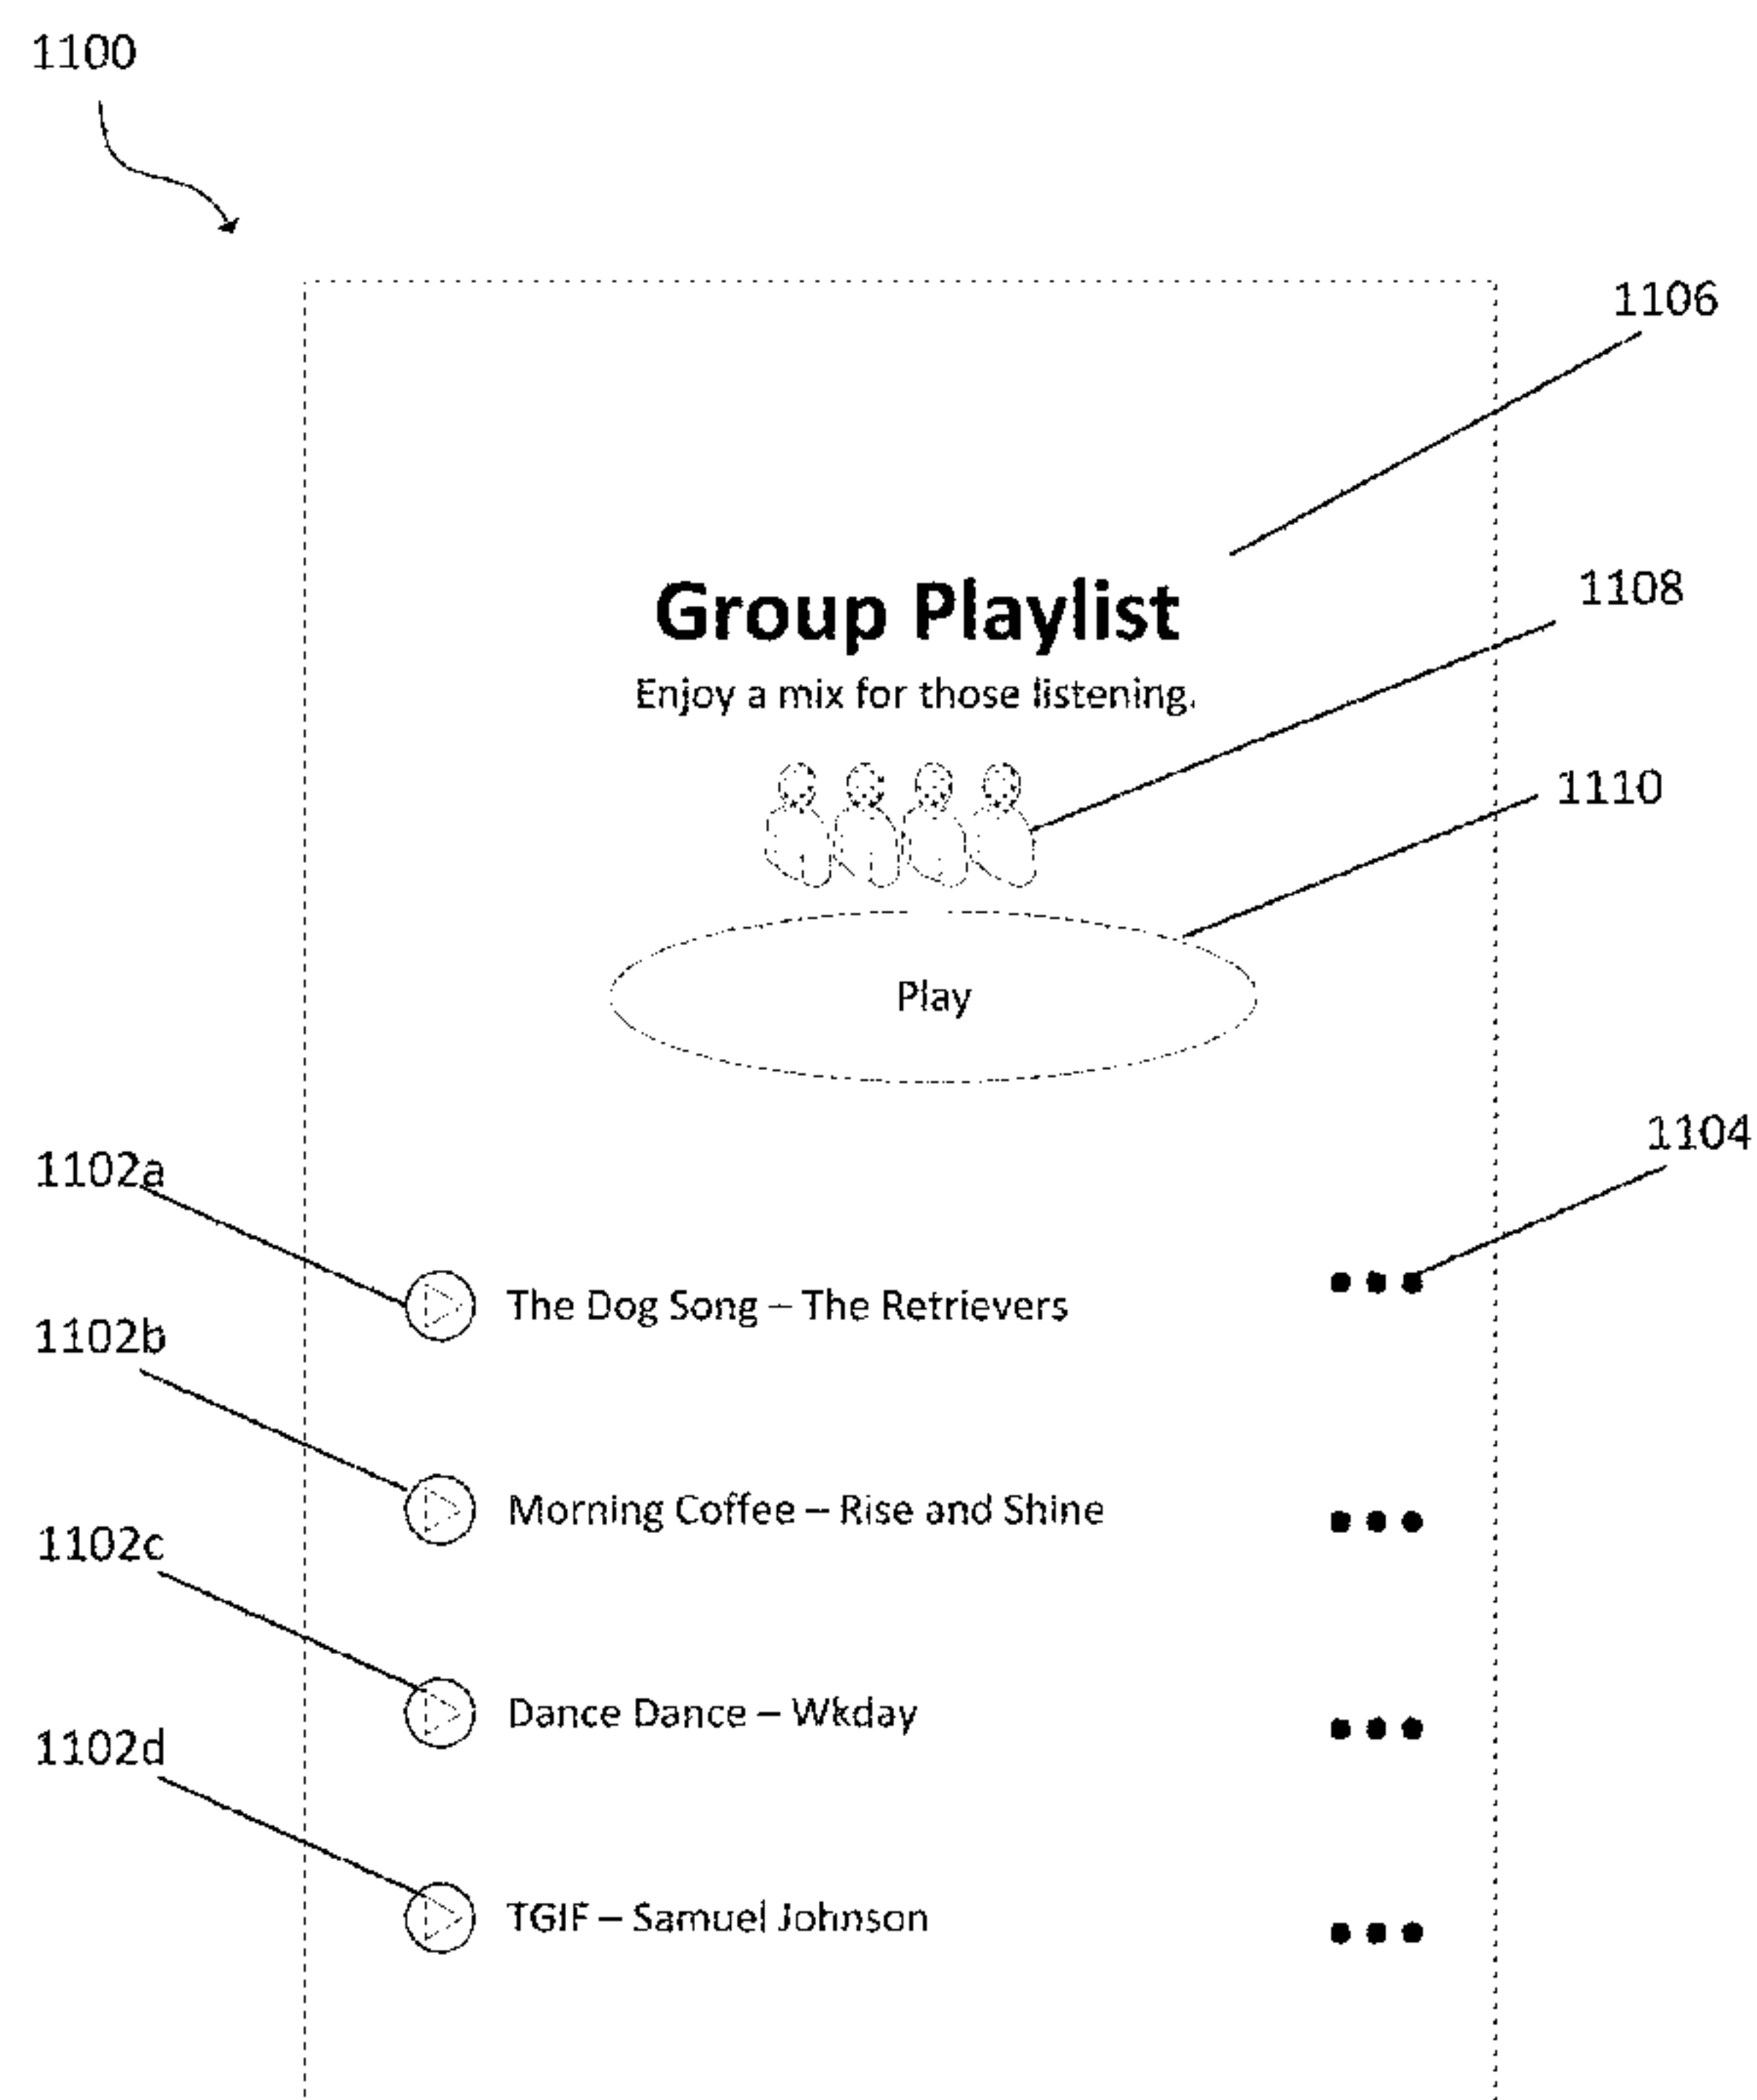 1100
1106
Group Playlist
1108
Enjoy a mix for those listening.
1110
Play
1104
1102a
The Dog Song – The Retrievers
1102b
Morning Coffee – Rise and Shine
1102c
Dance Dance – Wkday
1102d
TGIF – Samuel Johnson